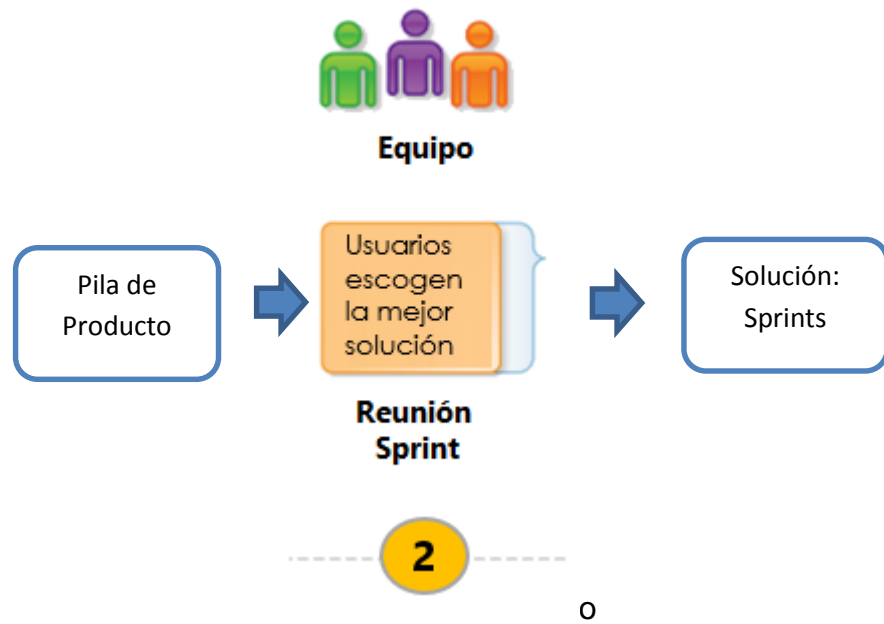 Equipo
Pila de
Producto
Usuarios
escogen
la mejor
solución
Solución:
Sprints
Reunión
Sprint
2
o